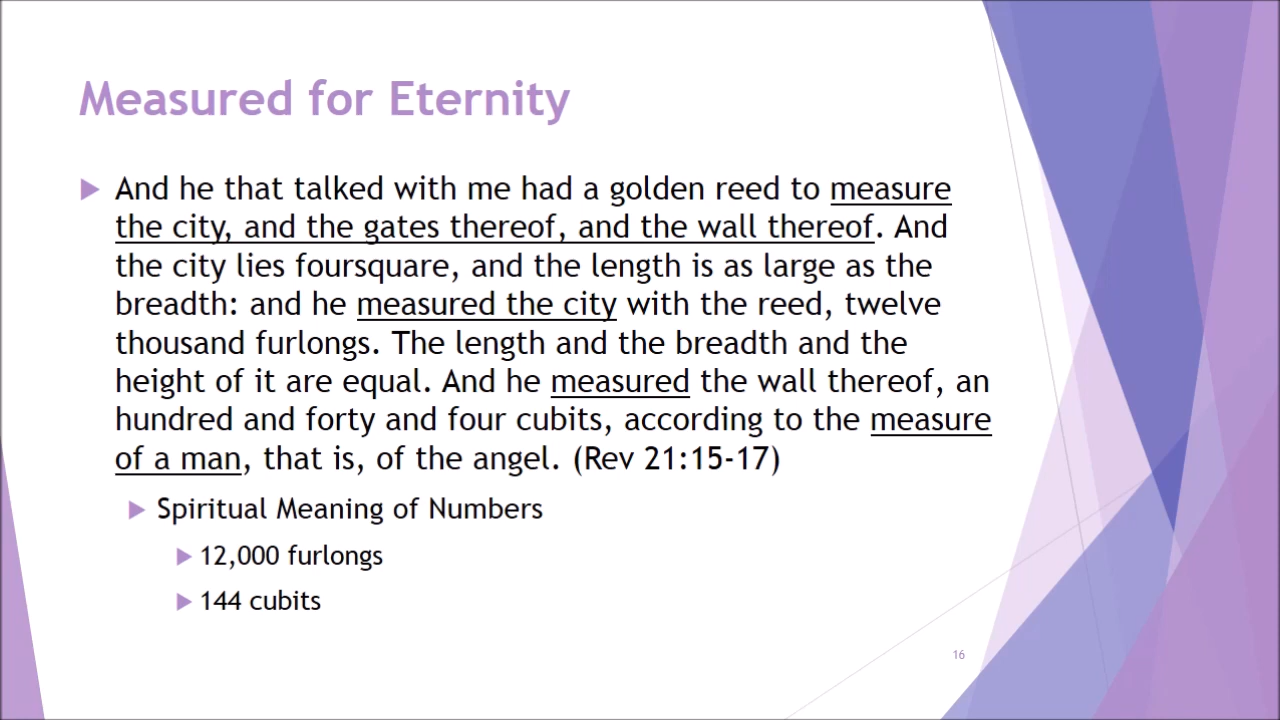 Measured for Eternity
And he that talked with me had a golden reed to measure
the city, and the gates thereof, and the wall thereof. And
the city lies foursquare, and the length is as large as the
breadth: and he measured the city with the reed, twelve
thousand furlongs. The length and the breadth and the
height of it are equal. And he measured the wall thereof, an
hundred and forty and four cubits, according to the measure
of a man, that is, of the angel. (Rev 21:15-17)
Spiritual Meaning of Numbers
12,000 furlongs
144 cubits
16